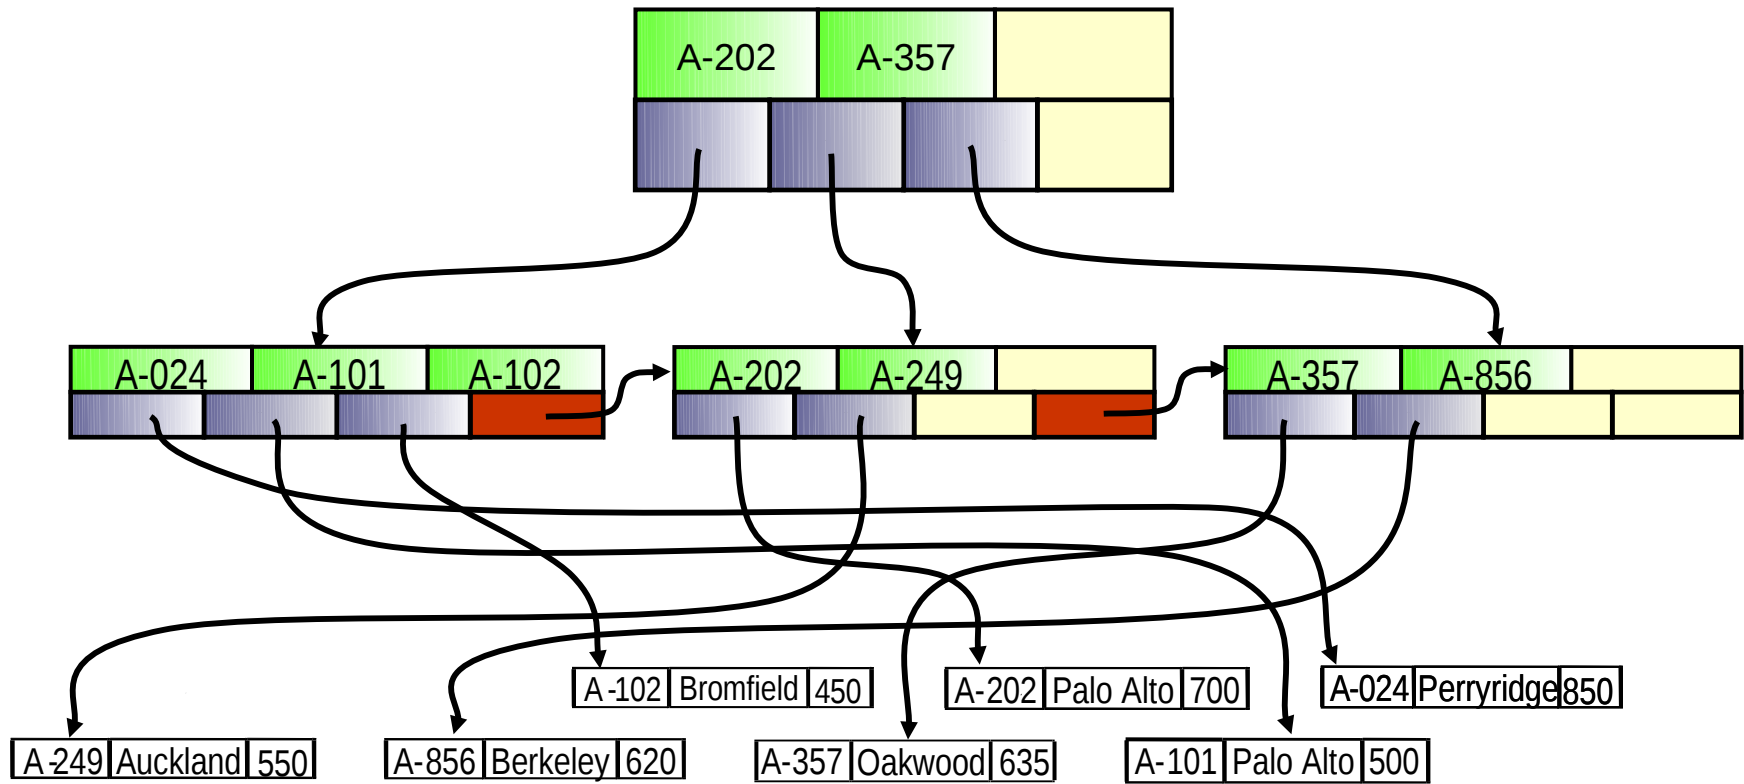 A-202 A-357
A-024 A-101 A-102 A-202 A-249 A-357 A-856
A-102 Bromfield 450 A-202 Palo Alto 700 A-024 Perryridge 850
A-249 Auckland 550 A-856 Berkeley 620 A-357 Oakwood 635 A-101 Palo Alto 500